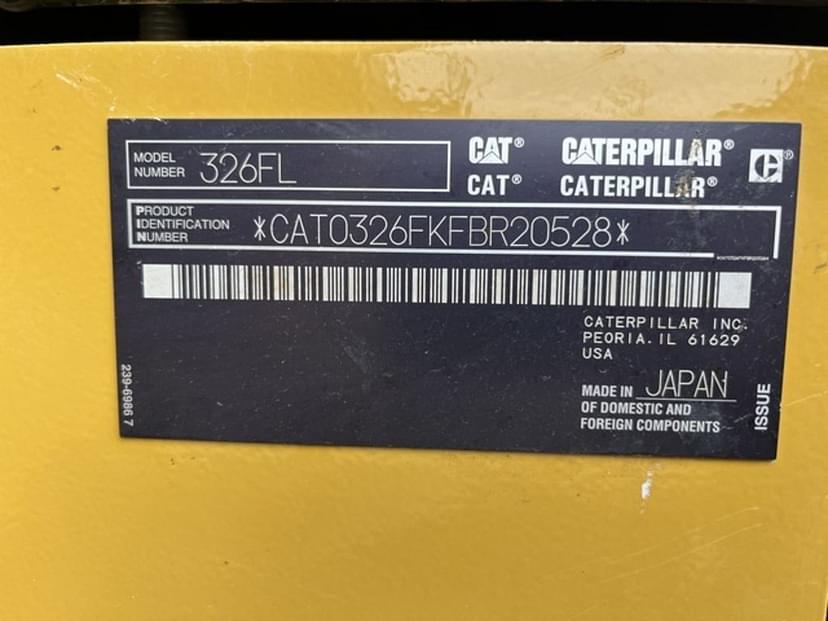 MODEL
NUMBER 326FL
CAT® CATERPILLAR® C®
CAT® CATERPILLAR®
PRODUCT
IDENTIFICATION
NUMBER *CAT0326FKFBR20528*
CATERPILLAR INC.
PEORIA. IL 61629
USA
MADE IN JAPAN
OF DOMESTIC AND
FOREIGN COMPONENTS
ISSUE
239-6986 7